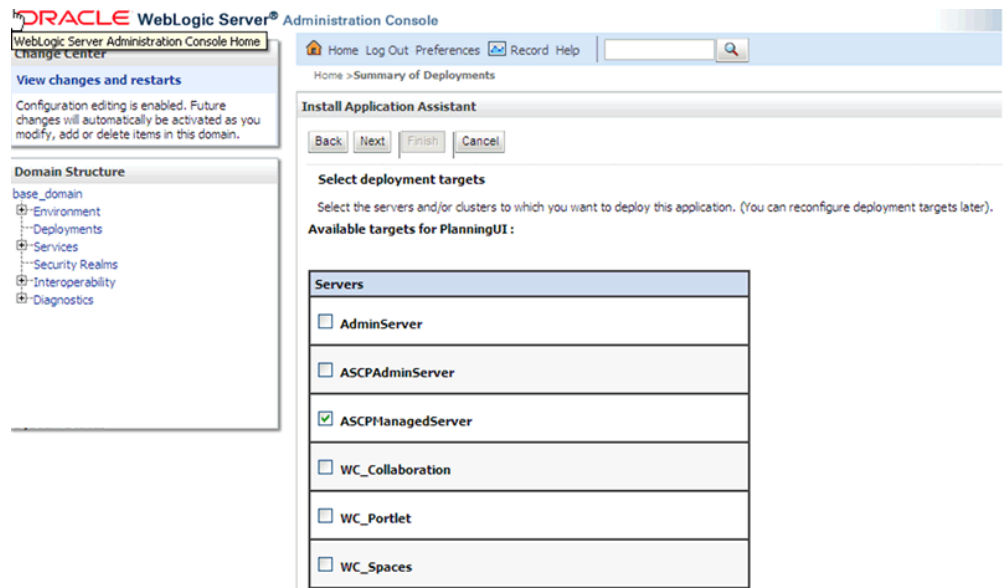 ORACLE WebLogic Server® Administration Console
WebLogic Server Administration Console Home
Change Center
View changes and restarts
Configuration editing is enabled. Future
changes will automatically be activated as you
modify, add or delete items in this domain.
Domain Structure
base_domain
Environment
Deployments
Services
Security Realms
Interoperability
Diagnostics
Home Log Out Preferences Record Help
Home >Summary of Deployments
Install Application Assistant
Back Next Finish Cancel
Select deployment targets
Select the servers and/or clusters to which you want to deploy this application. (You can reconfigure deployment targets later).
Available targets for PlanningUI :
Servers
AdminServer
ASCPAdminServer
ASCPManagedServer
WC_Collaboration
WC_Portlet
WC_Spaces